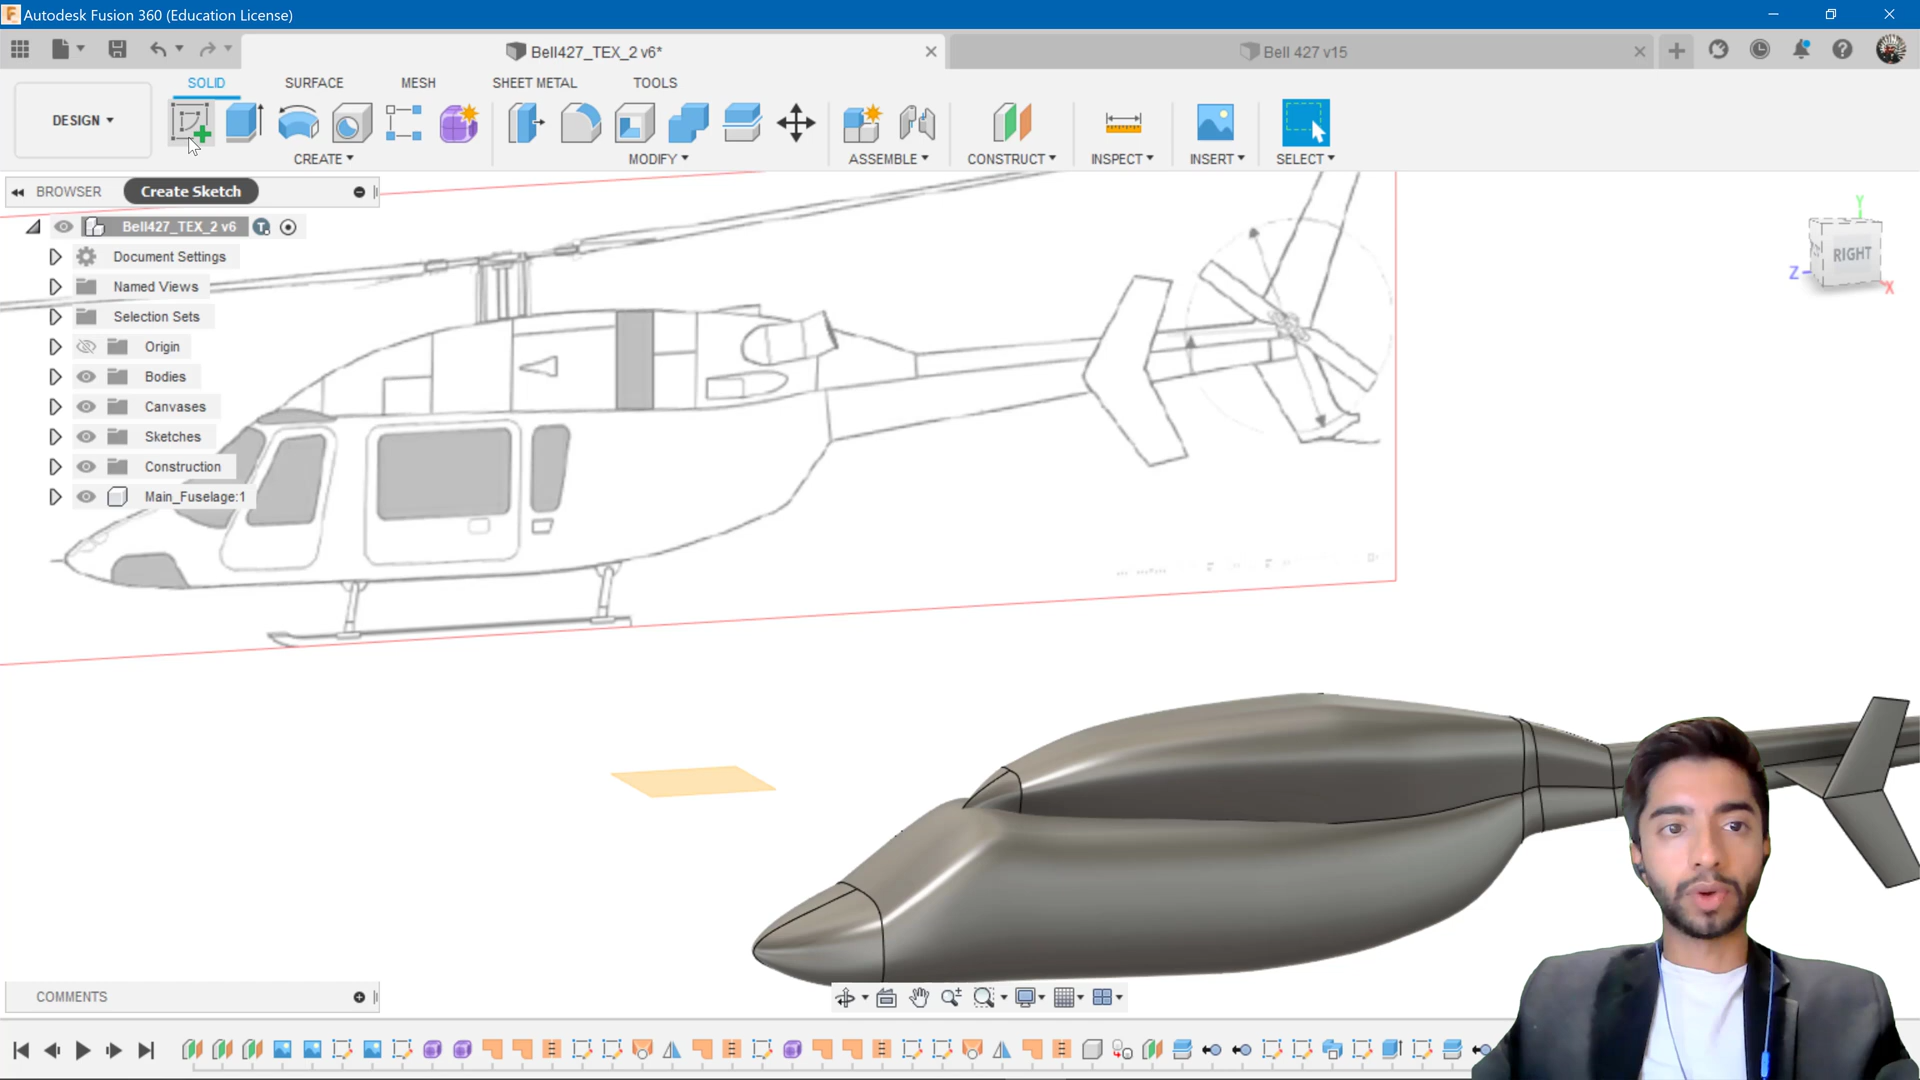 Autodesk Fusion 360 (Education License)
Bell427_TEX_2 v6*
Bell 427 v15
SOLID
SURFACE
MESH
SHEET METAL
TOOLS
DESIGN
CREATE
MODIFY
ASSEMBLE
CONSTRUCT
INSPECT
INSERT
SELECT
BROWSER
Create Sketch
Bell427_TEX_2 v6
Document Settings
Named Views
Selection Sets
Origin
Bodies
Canvases
Sketches
Construction
Main_Fuselage:1
Y
RIGHT
Z
X
COMMENTS